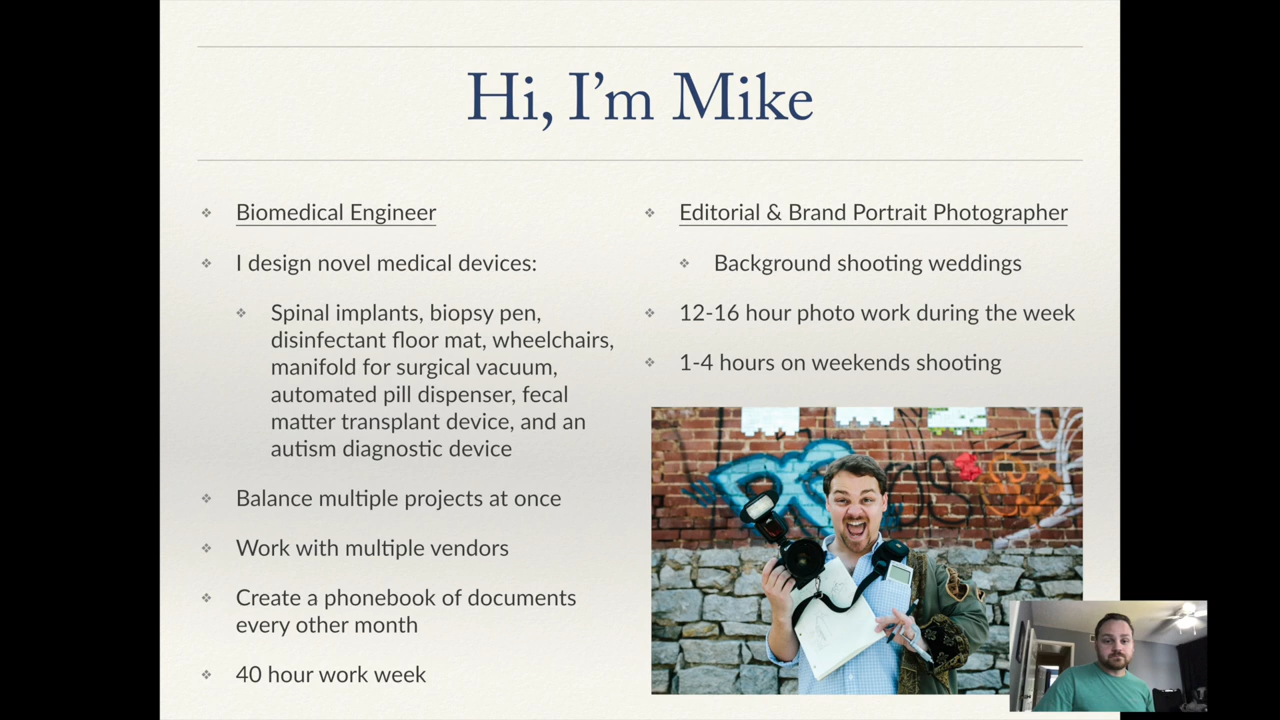 Hi, I'm Mike
Biomedical Engineer
I design novel medical devices:
Spinal implants, biopsy pen,
disinfectant floor mat, wheelchairs,
manifold for surgical vacuum,
automated pill dispenser, fecal
matter transplant device, and an
autism diagnostic device
Balance multiple projects at once
Work with multiple vendors
Create a phonebook of documents
every other month
40 hour work week
Editorial & Brand Portrait Photographer
Background shooting weddings
12-16 hour photo work during the week
1-4 hours on weekends shooting